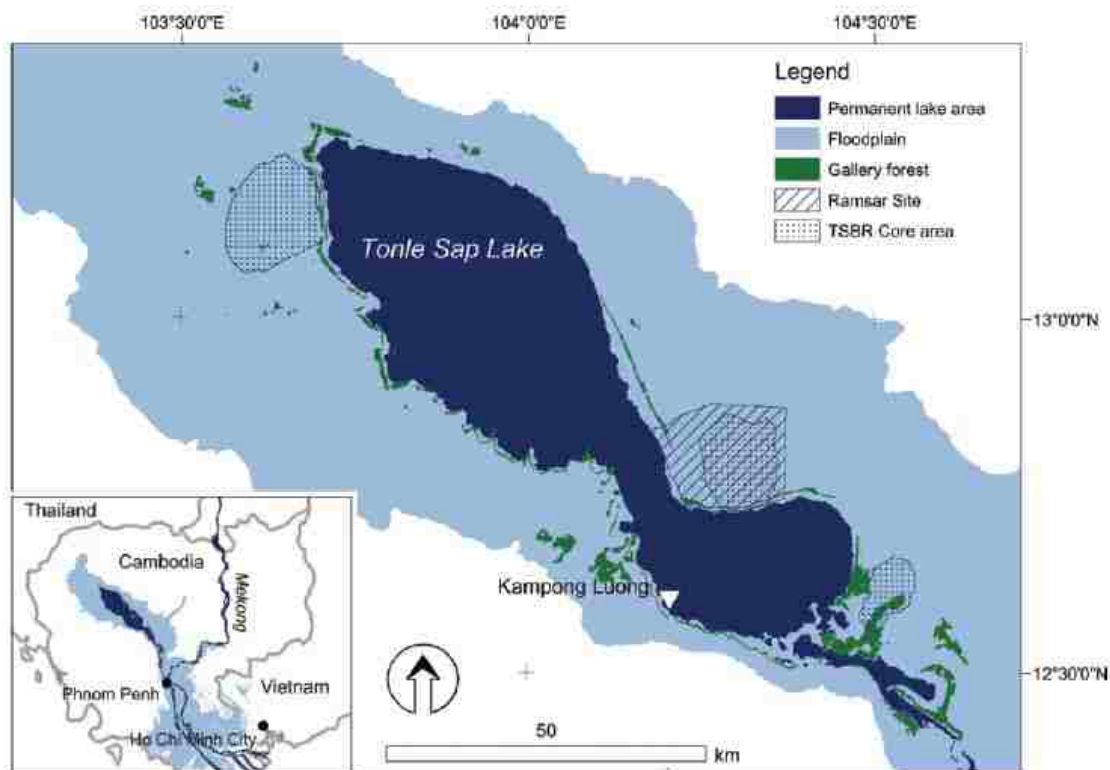 103°30'0"E
104°0'0"E
104°30'0"E
Legend
Permanent lake area
Floodplain
Gallery forest
Ramsar Site
TSBR Core area
Tonle Sap Lake
13°0'0"N
Kampong Luong
12°30'0"N
Thailand
Cambodia
Mekong
Phnom Penh
Vietnam
Ho Chi Minh City
50
km